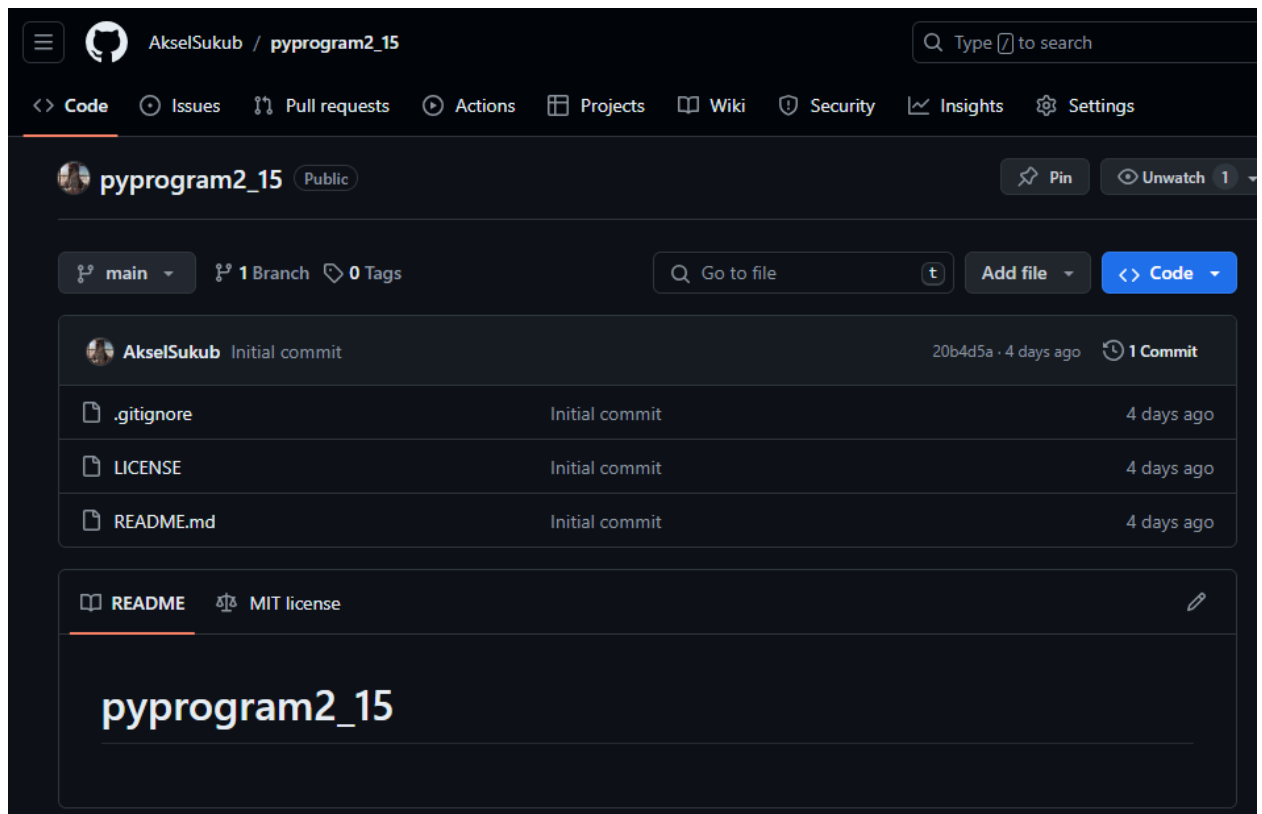 AkselSukub / pyprogram2_15
Type / to search
Code Issues Pull requests Actions Projects Wiki Security Insights Settings
pyprogram2_15 Public
Pin Unwatch 1
main 1 Branch 0 Tags
Go to file t Add file Code
AkselSukub Initial commit 20b4d5a · 4 days ago 1 Commit
.gitignore Initial commit 4 days ago
LICENSE Initial commit 4 days ago
README.md Initial commit 4 days ago
README MIT license
pyprogram2_15